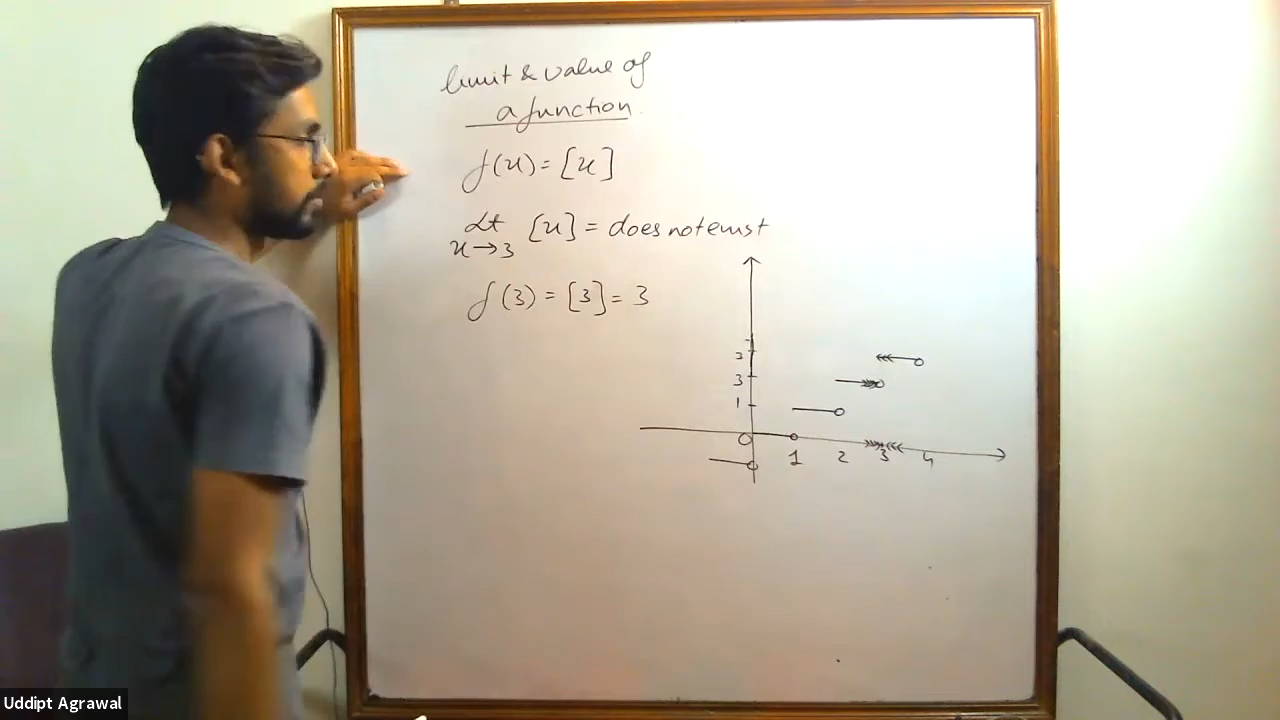 limit & value of
a function
f(x) = [x]
Lt [x] = does not exist
x→3
f(3) = [3] = 3
3
3
1
0
1 2 3 4
Uddipt Agrawal